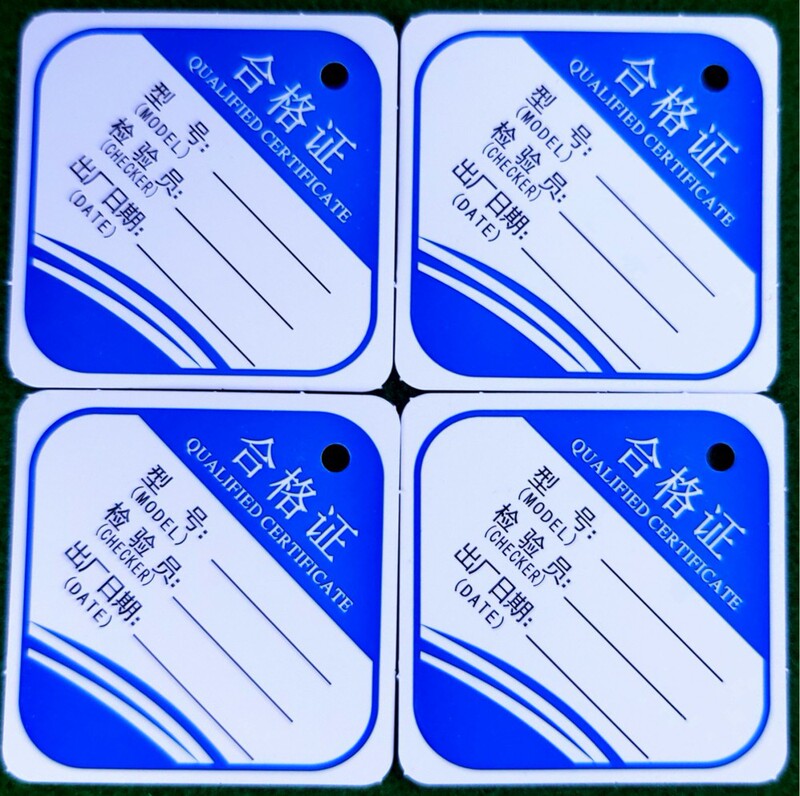 合格证
QUALIFIED CERTIFICATE
型 号:
(MODEL)
检 验 员:
(CHECKER)
出厂日期:
(DATE)
合格证
QUALIFIED CERTIFICATE
型 号:
(MODEL)
检 验 员:
(CHECKER)
出厂日期:
(DATE)
合格证
QUALIFIED CERTIFICATE
型 号:
(MODEL)
检 验 员:
(CHECKER)
出厂日期:
(DATE)
合格证
QUALIFIED CERTIFICATE
型 号:
(MODEL)
检 验 员:
(CHECKER)
出厂日期:
(DATE)